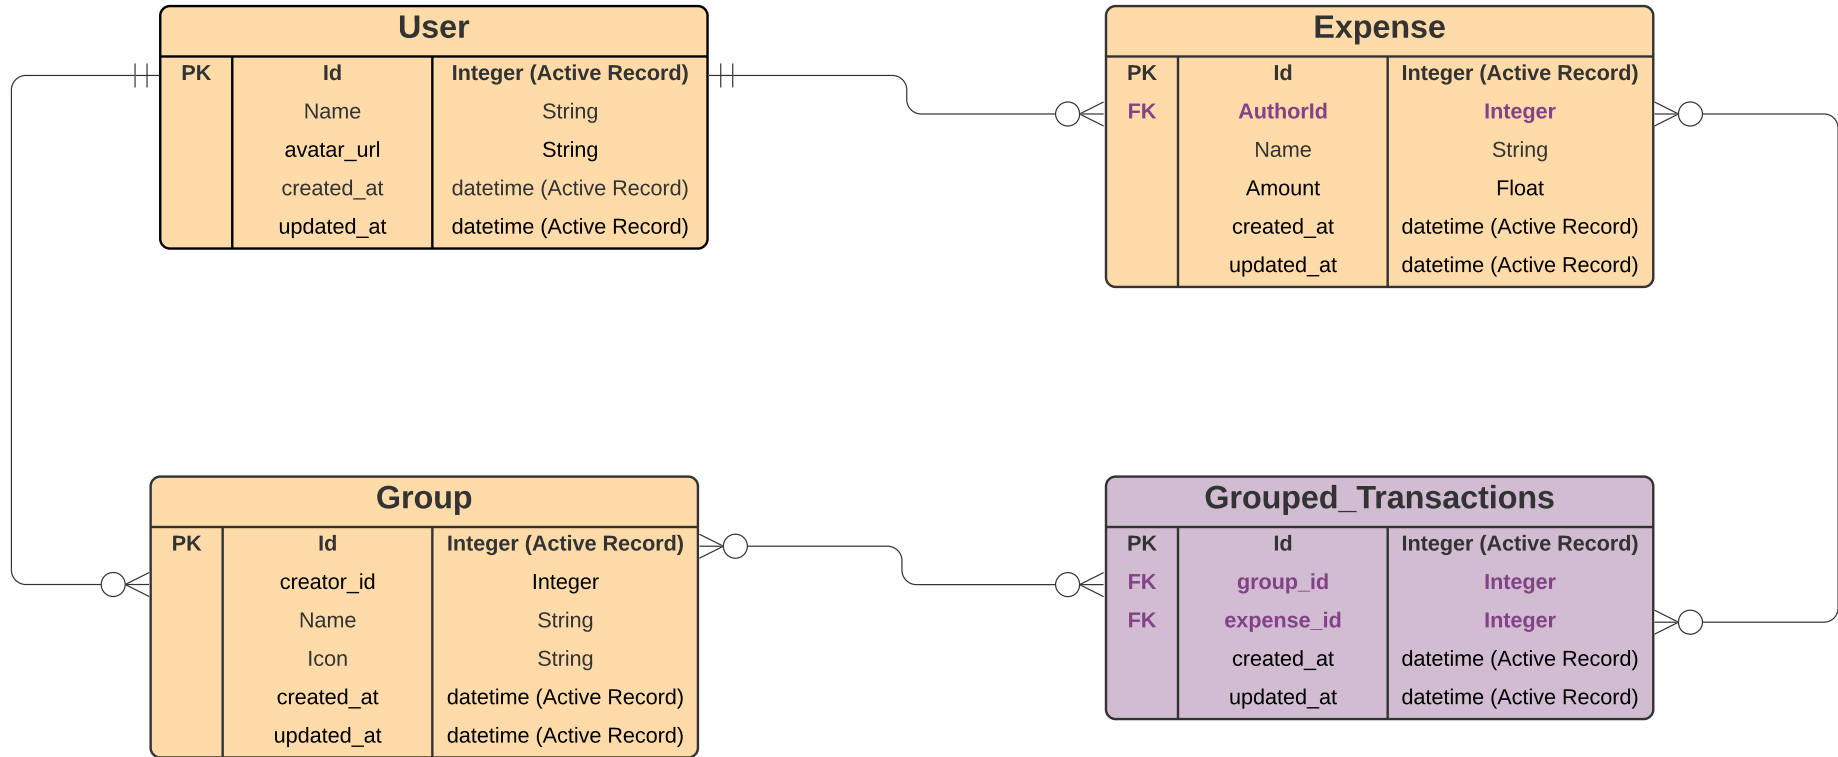 User
PK Id Integer (Active Record)
Name String
avatar_url String
created_at datetime (Active Record)
updated_at datetime (Active Record)
Expense
PK Id Integer (Active Record)
FK AuthorId Integer
Name String
Amount Float
created_at datetime (Active Record)
updated_at datetime (Active Record)
Group
PK Id Integer (Active Record)
creator_id Integer
Name String
Icon String
created_at datetime (Active Record)
updated_at datetime (Active Record)
Grouped_Transactions
PK Id Integer (Active Record)
FK group_id Integer
FK expense_id Integer
created_at datetime (Active Record)
updated_at datetime (Active Record)